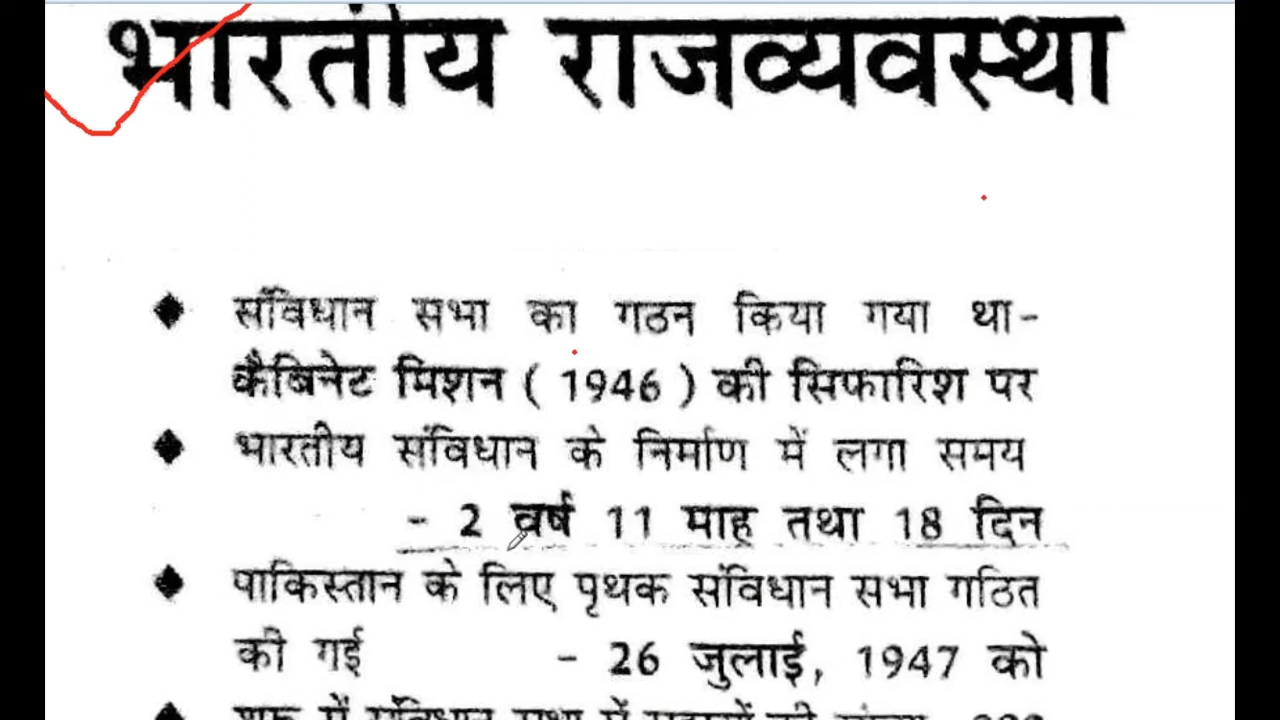 भारतीय राजव्यवस्था
◆ संविधान सभा का गठन किया गया था-
कैबिनेट मिशन ( 1946 ) की सिफारिश पर
◆ भारतीय संविधान के निर्माण में लगा समय
- 2 वर्ष 11 माह तथा 18 दिन
◆ पाकिस्तान के लिए पृथक संविधान सभा गठित
की गई - 26 जुलाई, 1947 को